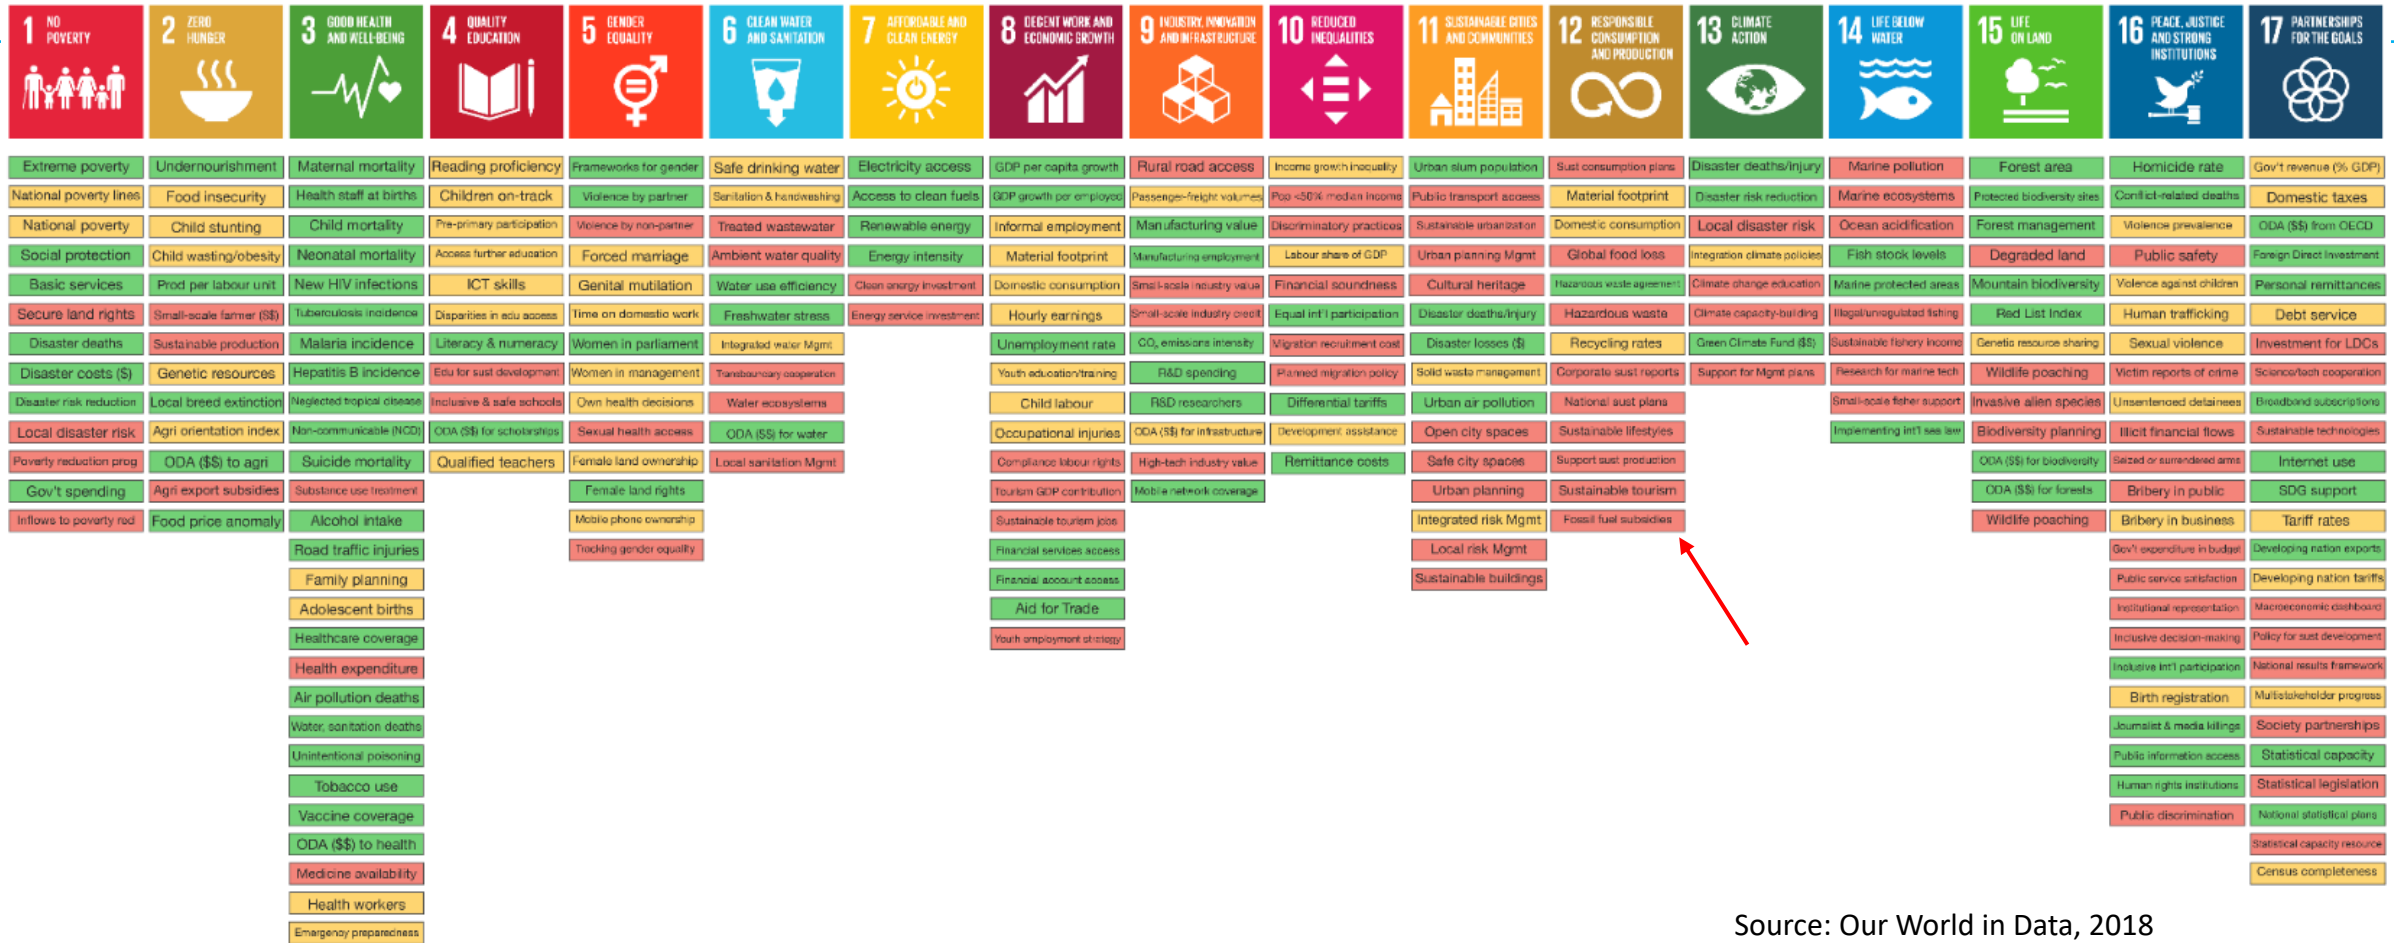 1 NO POVERTY
2 ZERO HUNGER
3 GOOD HEALTH AND WELL-BEING
4 QUALITY EDUCATION
5 GENDER EQUALITY
6 CLEAN WATER AND SANITATION
7 AFFORDABLE AND CLEAN ENERGY
8 DECENT WORK AND ECONOMIC GROWTH
9 INDUSTRY, INNOVATION AND INFRASTRUCTURE
10 REDUCED INEQUALITIES
11 SUSTAINABLE CITIES AND COMMUNITIES
12 RESPONSIBLE CONSUMPTION AND PRODUCTION
13 CLIMATE ACTION
14 LIFE BELOW WATER
15 LIFE ON LAND
16 PEACE, JUSTICE AND STRONG INSTITUTIONS
17 PARTNERSHIPS FOR THE GOALS
Extreme poverty
National poverty lines
National poverty
Social protection
Basic services
Secure land rights
Disaster deaths
Disaster costs ($)
Disaster risk reduction
Local disaster risk
Poverty reduction prog
Gov't spending
Inflows to poverty red
Undernourishment
Food insecurity
Child stunting
Child wasting/obesity
Prod per labour unit
Small-scale farmer ($$)
Sustainable production
Genetic resources
Local breed extinction
Agri orientation index
ODA ($$) to agri
Agri export subsidies
Food price anomaly
Maternal mortality
Health staff at births
Child mortality
Neonatal mortality
New HIV infections
Tuberculosis incidence
Malaria incidence
Hepatitis B incidence
Neglected tropical disease
Non-communicable (NCD)
Suicide mortality
Substance use treatment
Alcohol intake
Road traffic injuries
Family planning
Adolescent births
Healthcare coverage
Health expenditure
Air pollution deaths
Water, sanitation deaths
Unintentional poisoning
Tobacco use
Vaccine coverage
ODA ($$) to health
Medicine availability
Health workers
Emergency preparedness
Reading proficiency
Children on-track
Pre-primary participation
Access further education
ICT skills
Disparities in edu access
Literacy & numeracy
Edu for sust development
Inclusive & safe schools
ODA ($$) for scholarships
Qualified teachers
Frameworks for gender
Violence by partner
Violence by non-partner
Forced marriage
Genital mutilation
Time on domestic work
Women in parliament
Women in management
Own health decisions
Sexual health access
Female land ownership
Female land rights
Mobile phone ownership
Tracking gender equality
Safe drinking water
Sanitation & handwashing
Treated wastewater
Ambient water quality
Water use efficiency
Freshwater stress
Integrated water Mgmt
Transboundary cooperation
Water ecosystems
ODA ($$) for water
Local sanitation Mgmt
Electricity access
Access to clean fuels
Renewable energy
Energy intensity
Clean energy investment
Energy service investment
GDP per capita growth
GDP growth per employed
Informal employment
Material footprint
Domestic consumption
Hourly earnings
Unemployment rate
Youth education/training
Child labour
Occupational injuries
Compliance labour rights
Tourism GDP contribution
Sustainable tourism jobs
Financial services access
Financial account access
Aid for Trade
Youth employment strategy
Rural road access
Passenger-freight volumes
Manufacturing value
Manufacturing employment
Small-scale industry value
Small-scale industry credit
CO₂ emissions intensity
R&D spending
R&D researchers
ODA ($$) for infrastructure
High-tech industry value
Mobile network coverage
Income growth inequality
Pop <50% median income
Discriminatory practices
Labour share of GDP
Financial soundness
Equal int'l participation
Migration recruitment cost
Planned migration policy
Differential tariffs
Development assistance
Remittance costs
Urban slum population
Public transport access
Sustainable urbanization
Urban planning Mgmt
Cultural heritage
Disaster deaths/injury
Disaster losses ($)
Solid waste management
Urban air pollution
Open city spaces
Safe city spaces
Urban planning
Integrated risk Mgmt
Local risk Mgmt
Sustainable buildings
Sust consumption plans
Material footprint
Domestic consumption
Global food loss
Hazardous waste agreement
Hazardous waste
Recycling rates
Corporate sust reports
National sust plans
Sustainable lifestyles
Support sust production
Sustainable tourism
Fossil fuel subsidies
Disaster deaths/injury
Disaster risk reduction
Local disaster risk
Integration climate policies
Climate change education
Climate capacity-building
Green Climate Fund ($$)
Support for Mgmt plans
Marine pollution
Marine ecosystems
Ocean acidification
Fish stock levels
Marine protected areas
Illegal/unregulated fishing
Sustainable fishery income
Research for marine tech
Small-scale fisher support
Implementing int'l sea law
Forest area
Protected biodiversity sites
Forest management
Degraded land
Mountain biodiversity
Red List Index
Genetic resource sharing
Wildlife poaching
Invasive alien species
Biodiversity planning
ODA ($$) for biodiversity
ODA ($$) for forests
Wildlife poaching
Homicide rate
Conflict-related deaths
Violence prevalence
Public safety
Violence against children
Human trafficking
Sexual violence
Victim reports of crime
Unsentenced detainees
Illicit financial flows
Seized or surrendered arms
Bribery in public
Bribery in business
Gov't expenditure in budget
Public service satisfaction
Institutional representation
Inclusive decision-making
Inclusive int'l participation
Birth registration
Journalist & media killings
Public information access
Human rights institutions
Public discrimination
Gov't revenue (% GDP)
Domestic taxes
ODA ($$) from OECD
Foreign Direct Investment
Personal remittances
Debt service
Investment for LDCs
Science/tech cooperation
Broadband subscriptions
Sustainable technologies
Internet use
SDG support
Tariff rates
Developing nation exports
Developing nation tariffs
Macroeconomic dashboard
Policy for sust development
National results framework
Multistakeholder progress
Society partnerships
Statistical capacity
Statistical legislation
National statistical plans
Statistical capacity resource
Census completeness
Source: Our World in Data, 2018